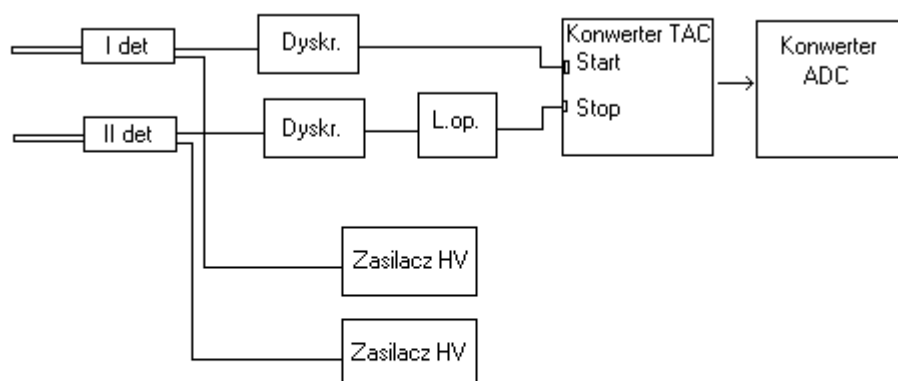 I det
Dyskr.
Konwerter TAC
Start
Stop
Konwerter
ADC
II det
Dyskr.
L.op.
Zasilacz HV
Zasilacz HV